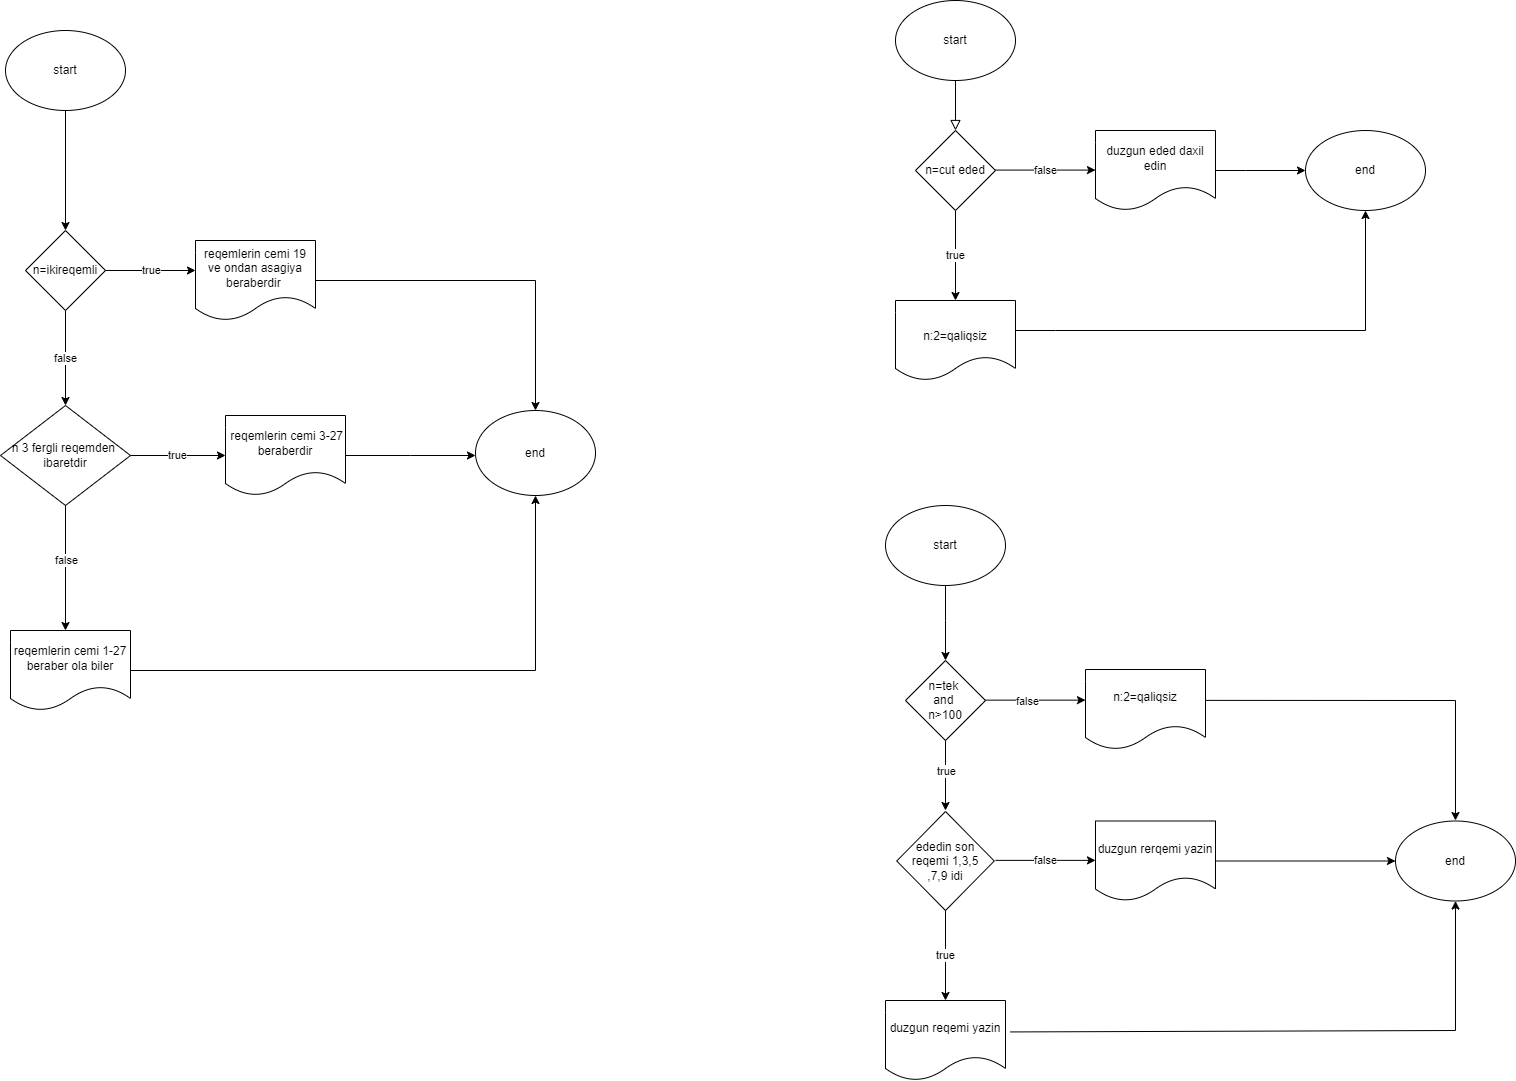 start
n=ikireqemli
true
reqemlerin cemi 19
ve ondan asagiya
beraberdir
false
n 3 fergli reqemden
ibaretdir
true
reqemlerin cemi 3-27
beraberdir
end
false
reqemlerin cemi 1-27
beraber ola biler
start
n=cut eded
false
duzgun eded daxil
edin
end
true
n:2=qaliqsiz
start
n=tek
and
n>100
false
n:2=qaliqsiz
true
ededin son
reqemi 1,3,5
,7,9 idi
false
duzgun rerqemi yazin
end
true
duzgun reqemi yazin